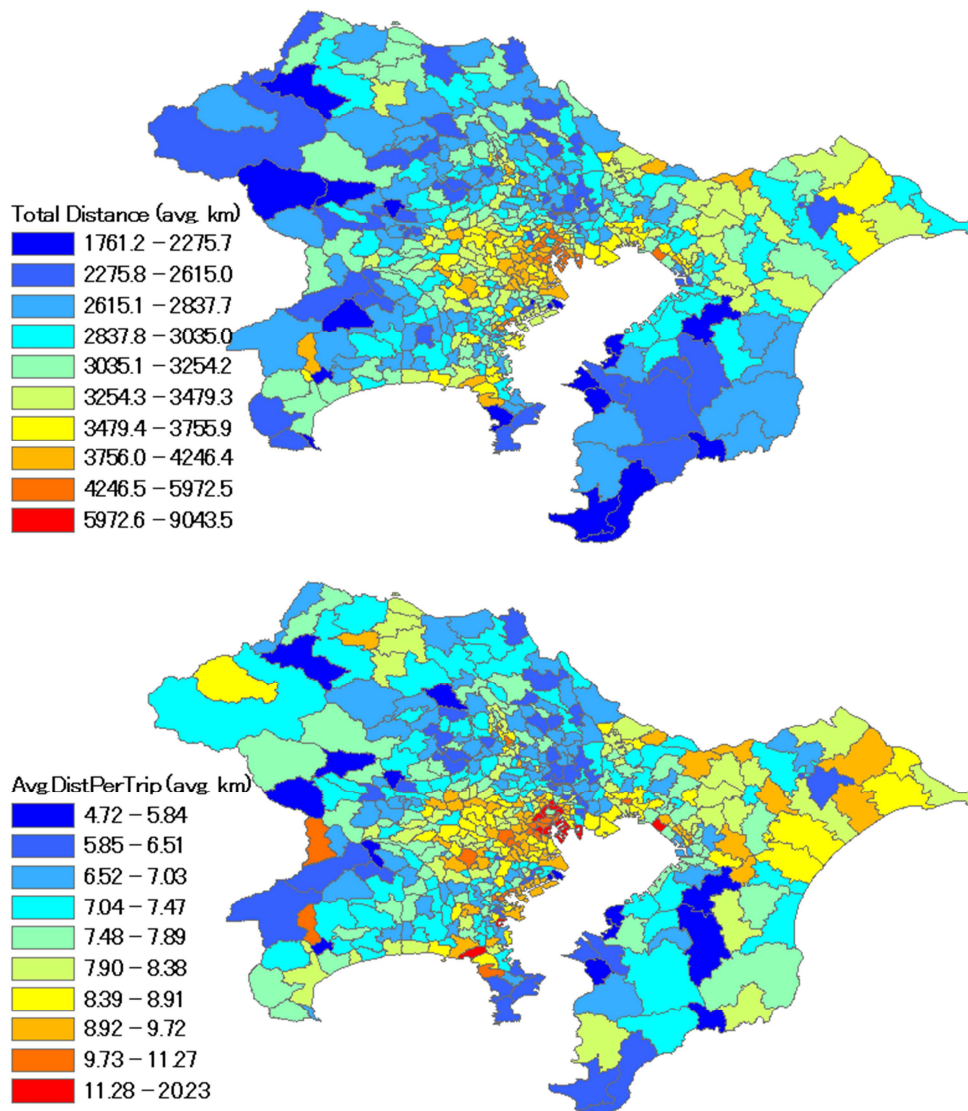 Total Distance (avg. km)
1761.2 – 2275.7
2275.8 – 2615.0
2615.1 – 2837.7
2837.8 – 3035.0
3035.1 – 3254.2
3254.3 – 3479.3
3479.4 – 3755.9
3756.0 – 4246.4
4246.5 – 5972.5
5972.6 – 9043.5
Avg.DistPerTrip (avg. km)
4.72 – 5.84
5.85 – 6.51
6.52 – 7.03
7.04 – 7.47
7.48 – 7.89
7.90 – 8.38
8.39 – 8.91
8.92 – 9.72
9.73 – 11.27
11.28 – 2023